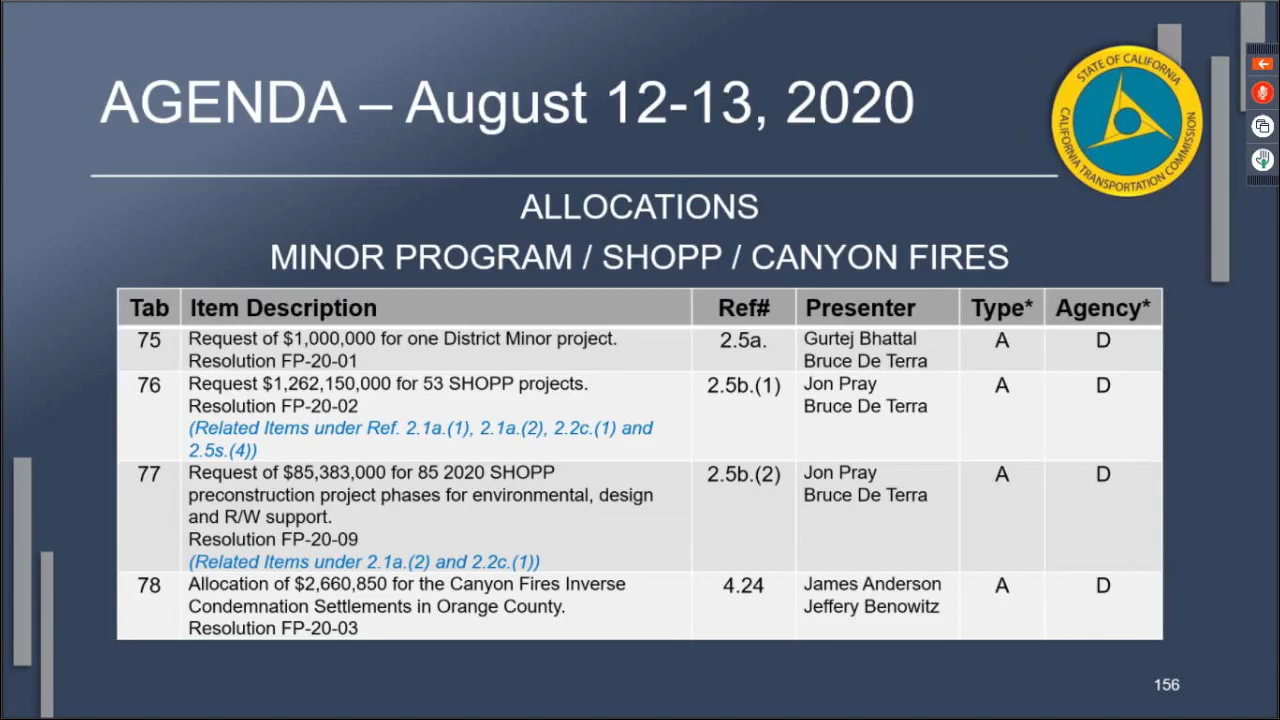 AGENDA – August 12-13, 2020
STATE OF CALIFORNIA
CALIFORNIA TRANSPORTATION COMMISSION
ALLOCATIONS
MINOR PROGRAM / SHOPP / CANYON FIRES
Tab Item Description Ref# Presenter Type* Agency*
75 Request of $1,000,000 for one District Minor project. 2.5a. Gurtej Bhattal A D
Resolution FP-20-01 Bruce De Terra
76 Request $1,262,150,000 for 53 SHOPP projects. 2.5b.(1) Jon Pray A D
Resolution FP-20-02 Bruce De Terra
(Related Items under Ref. 2.1a.(1), 2.1a.(2), 2.2c.(1) and
2.5s.(4))
77 Request of $85,383,000 for 85 2020 SHOPP 2.5b.(2) Jon Pray A D
preconstruction project phases for environmental, design Bruce De Terra
and R/W support.
Resolution FP-20-09
(Related Items under 2.1a.(2) and 2.2c.(1))
78 Allocation of $2,660,850 for the Canyon Fires Inverse 4.24 James Anderson A D
Condemnation Settlements in Orange County. Jeffery Benowitz
Resolution FP-20-03
156